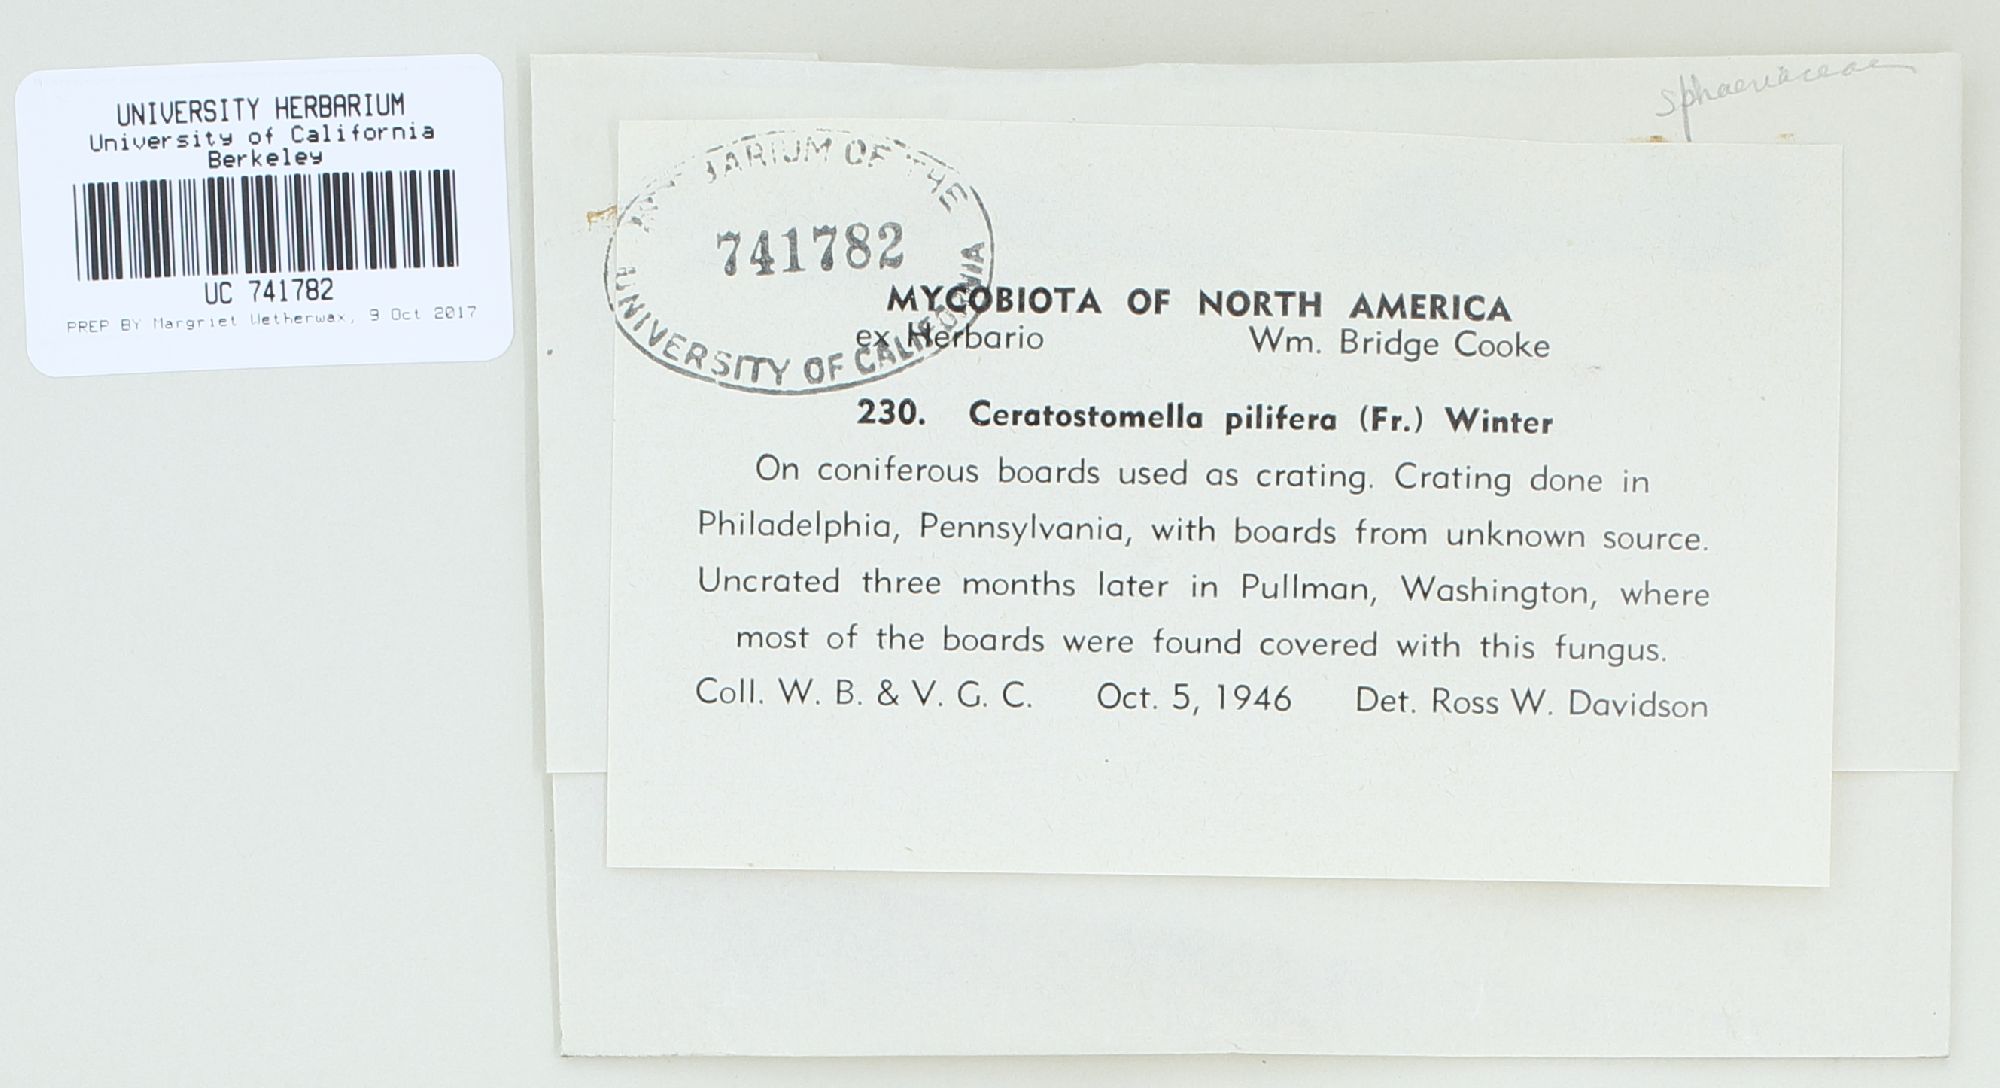 UNIVERSITY HERBARIUM
University of California
Berkeley
UC 741782
PREP BY Margriet Wetherwax, 9 Oct 2017
Sphaeriaceae
OF THE
741782
UNIVERSITY OF CALIFORNIA
MYCOBIOTA OF NORTH AMERICA
ex Herbario Wm. Bridge Cooke
230. Ceratostomella pilifera (Fr.) Winter
On coniferous boards used as crating. Crating done in
Philadelphia, Pennsylvania, with boards from unknown source.
Uncrated three months later in Pullman, Washington, where
most of the boards were found covered with this fungus.
Coll. W. B. & V. G. C. Oct. 5, 1946 Det. Ross W. Davidson